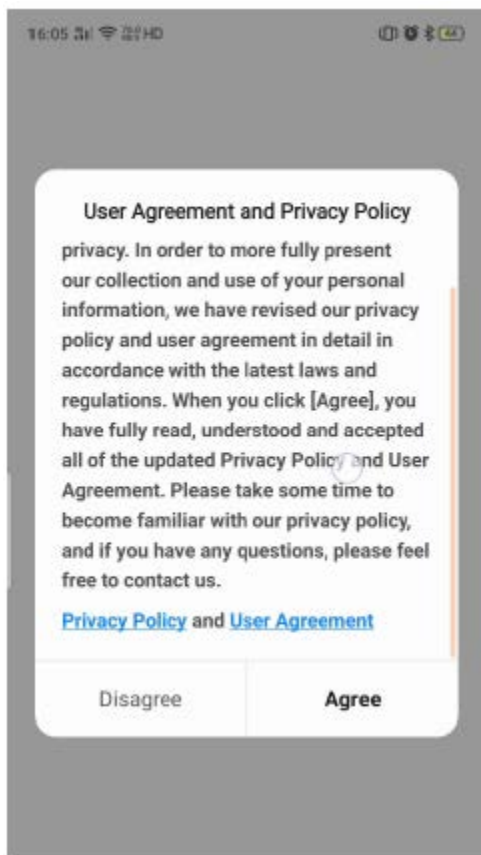 16:05 HD
44
User Agreement and Privacy Policy
privacy. In order to more fully present
our collection and use of your personal
information, we have revised our privacy
policy and user agreement in detail in
accordance with the latest laws and
regulations. When you click [Agree], you
have fully read, understood and accepted
all of the updated Privacy Policy and User
Agreement. Please take some time to
become familiar with our privacy policy,
and if you have any questions, please feel
free to contact us.
Privacy Policy and User Agreement
Disagree
Agree